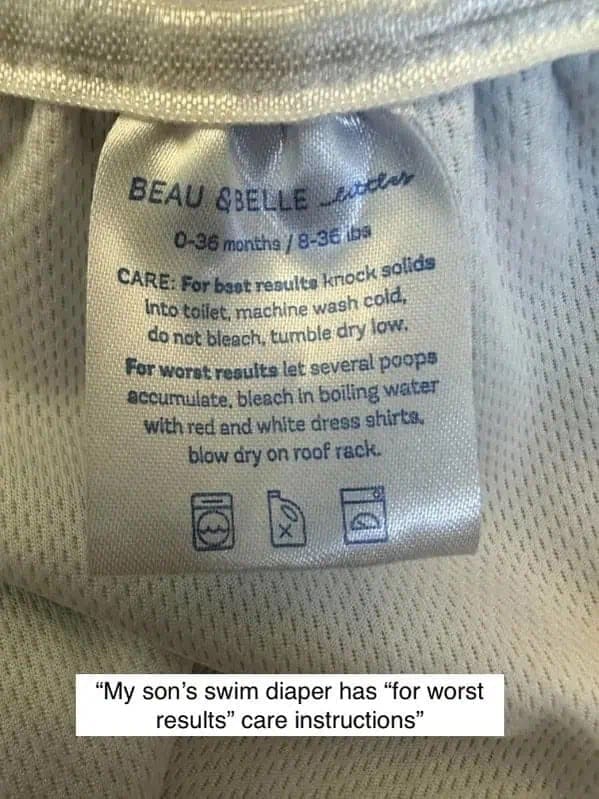 BEAU & BELLE Littles
0-36 months / 8-36 lbs
CARE: For best results knock solids
into toilet, machine wash cold,
do not bleach, tumble dry low.
For worst results let several poops
accumulate, bleach in boiling water
with red and white dress shirts,
blow dry on roof rack.
“My son’s swim diaper has “for worst
results” care instructions”